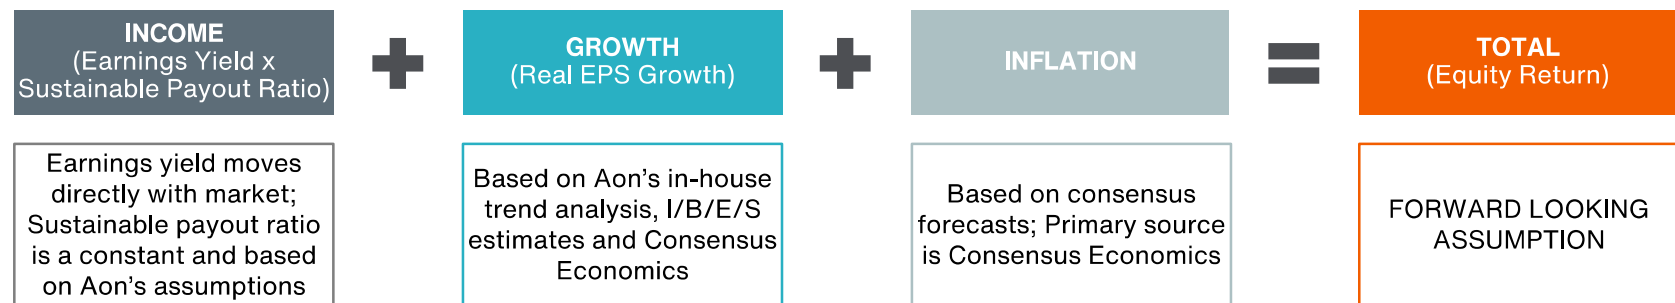 INCOME
(Earnings Yield x
Sustainable Payout Ratio)
GROWTH
(Real EPS Growth)
INFLATION
TOTAL
(Equity Return)
Earnings yield moves
directly with market;
Sustainable payout ratio
is a constant and based
on Aon's assumptions
Based on Aon's in-house
trend analysis, I/B/E/S
estimates and Consensus
Economics
Based on consensus
forecasts; Primary source
is Consensus Economics
FORWARD LOOKING
ASSUMPTION